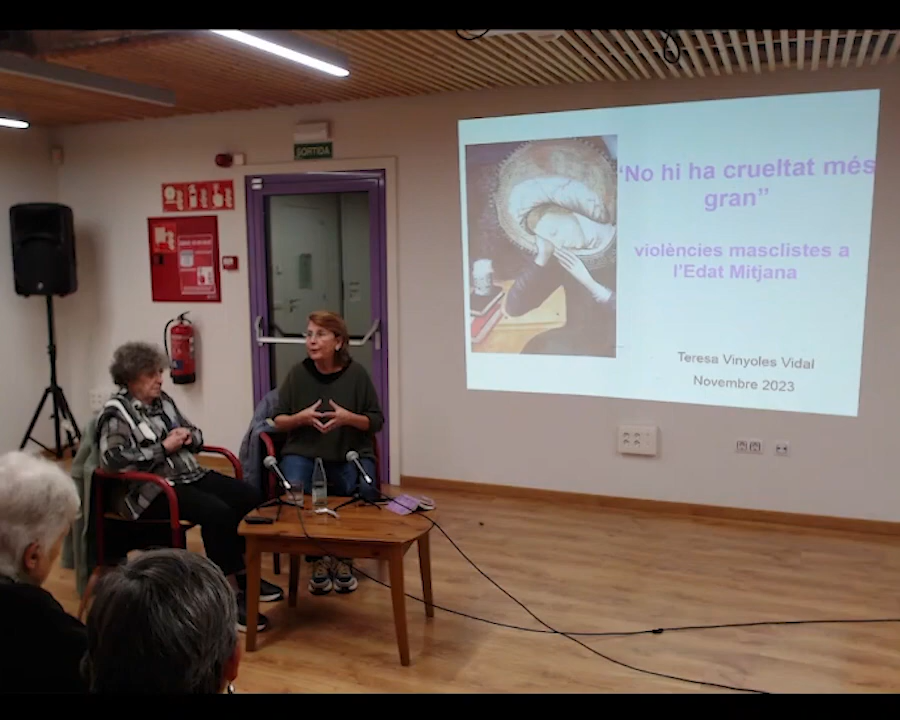 SORTIDA
“No hi ha crueltat més
gran”
violències masclistes a
l'Edat Mitjana
Teresa Vinyoles Vidal
Novembre 2023